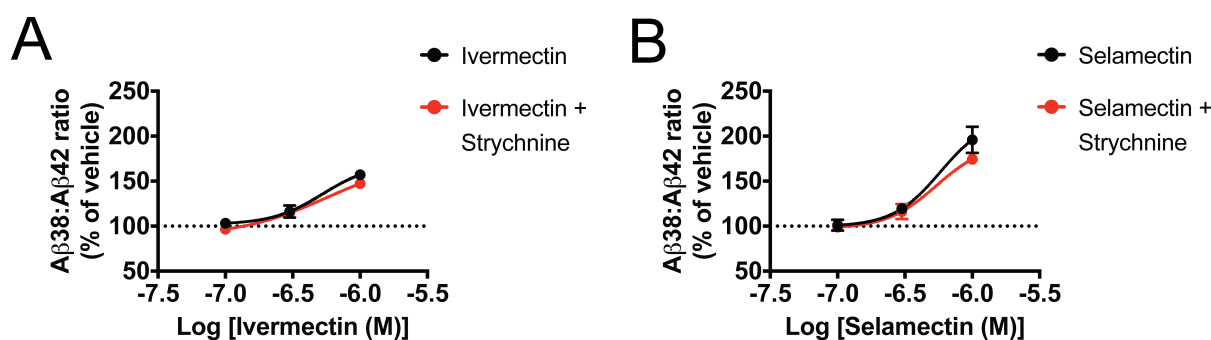 A
Ivermectin
Ivermectin +
Strychnine
Aβ38:Aβ42 ratio
(% of vehicle)
250
200
150
100
50
-7.5 -7.0 -6.5 -6.0 -5.5
Log [Ivermectin (M)]
B
Selamectin
Selamectin +
Strychnine
Aβ38:Aβ42 ratio
(% of vehicle)
250
200
150
100
50
-7.5 -7.0 -6.5 -6.0 -5.5
Log [Selamectin (M)]